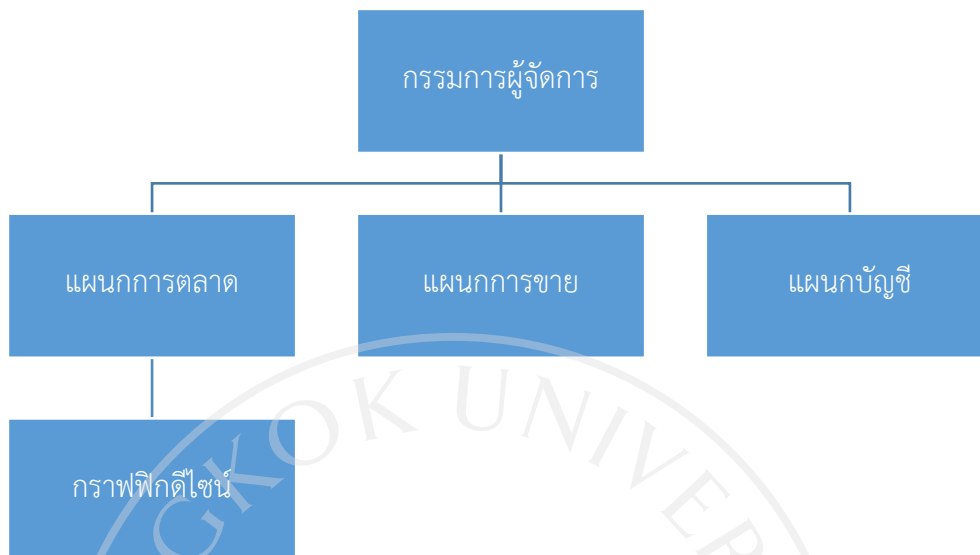 กรรมการผู้จัดการ
แผนกการตลาด
แผนกการขาย
แผนกบัญชี
กราฟฟิกดีไซน์
GKOK UNIVER